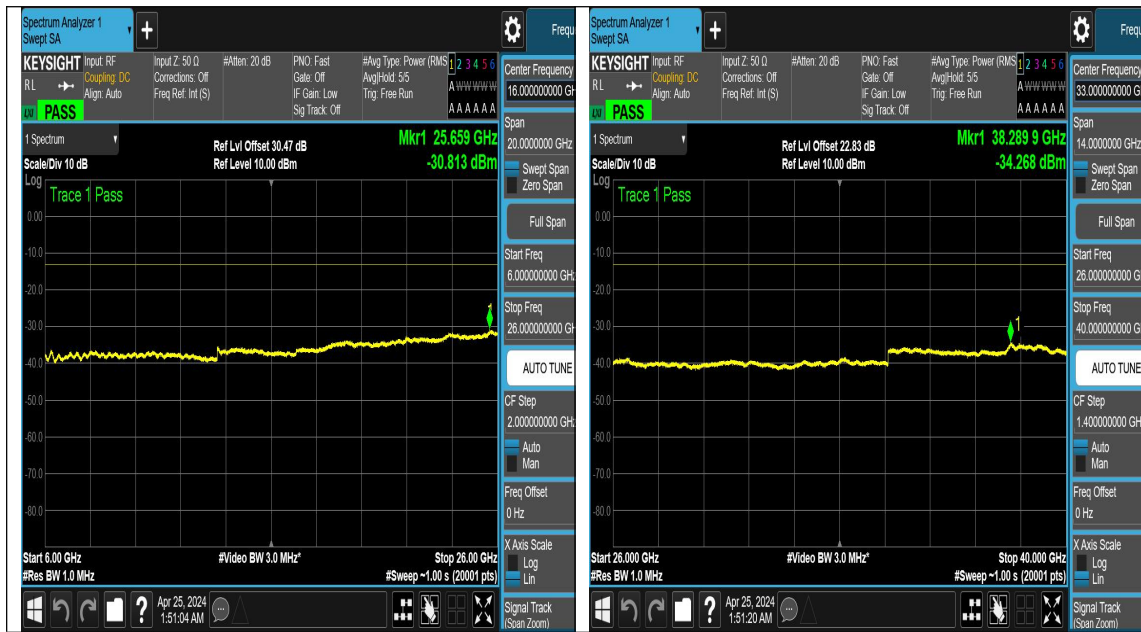 Spectrum Analyzer 1
Swept SA
Frequ
KEYSIGHT
Input: RF
Input Z: 50 Ω
#Atten: 20 dB
PNO: Fast
#Avg Type: Power (RMS
1 2 3 4 5 6
RL
Coupling: DC
Corrections: Off
Gate: Off
Avg|Hold: 5/5
A W W W W W
Align: Auto
Freq Ref: Int (S)
IF Gain: Low
Trig: Free Run
Sig Track: Off
A A A A A A
LXI
PASS
1 Spectrum
Scale/Div 10 dB
Ref Lvl Offset 30.47 dB
Ref Level 10.00 dBm
Mkr1 25.659 GHz
-30.813 dBm
Log
Trace 1 Pass
0.00
-10.0
-20.0
-30.0
-40.0
-50.0
-60.0
-70.0
-80.0
1
Start 6.00 GHz
#Video BW 3.0 MHz*
Stop 26.00 GHz
#Res BW 1.0 MHz
#Sweep ~1.00 s (20001 pts)
Apr 25, 2024
1:51:04 AM
Center Frequency
16.000000000 GH
Span
20.0000000 GHz
Swept Span
Zero Span
Full Span
Start Freq
6.000000000 GHz
Stop Freq
26.000000000 GH
AUTO TUNE
CF Step
2.000000000 GHz
Auto
Man
Freq Offset
0 Hz
X Axis Scale
Log
Lin
Signal Track
(Span Zoom)
Spectrum Analyzer 1
Swept SA
Frequ
KEYSIGHT
Input: RF
Input Z: 50 Ω
#Atten: 20 dB
PNO: Fast
#Avg Type: Power (RMS
1 2 3 4 5 6
RL
Coupling: DC
Corrections: Off
Gate: Off
Avg|Hold: 5/5
A W W W W W
Align: Auto
Freq Ref: Int (S)
IF Gain: Low
Trig: Free Run
Sig Track: Off
A A A A A A
LXI
PASS
1 Spectrum
Scale/Div 10 dB
Ref Lvl Offset 22.83 dB
Ref Level 10.00 dBm
Mkr1 38.289 9 GHz
-34.268 dBm
Log
Trace 1 Pass
0.00
-10.0
-20.0
-30.0
-40.0
-50.0
-60.0
-70.0
-80.0
1
Start 26.000 GHz
#Video BW 3.0 MHz*
Stop 40.000 GHz
#Res BW 1.0 MHz
#Sweep ~1.00 s (20001 pts)
Apr 25, 2024
1:51:20 AM
Center Frequency
33.000000000 GH
Span
14.0000000 GHz
Swept Span
Zero Span
Full Span
Start Freq
26.000000000 G
Stop Freq
40.000000000 G
AUTO TUNE
CF Step
1.400000000 GH
Auto
Man
Freq Offset
0 Hz
X Axis Scale
Log
Lin
Signal Track
(Span Zoom)